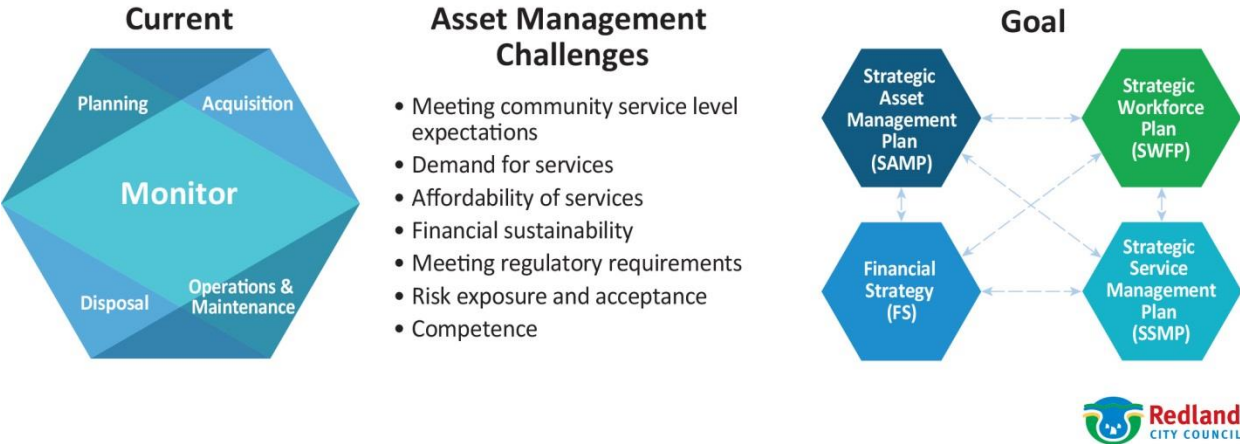 Current
Planning
Acquisition
Monitor
Disposal
Operations &
Maintenance
Asset Management
Challenges
• Meeting community service level
expectations
• Demand for services
• Affordability of services
• Financial sustainability
• Meeting regulatory requirements
• Risk exposure and acceptance
• Competence
Goal
Strategic
Asset
Management
Plan
(SAMP)
Strategic
Workforce
Plan
(SWFP)
Financial
Strategy
(FS)
Strategic
Service
Management
Plan
(SSMP)
Redland
CITY COUNCIL